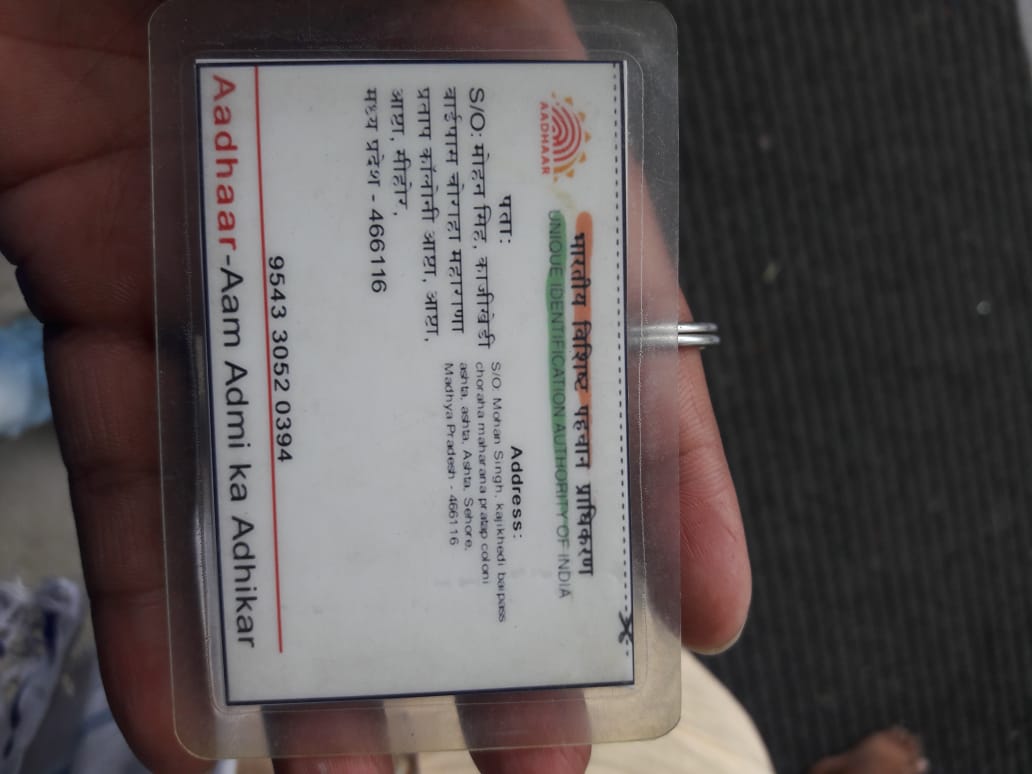 भारतीय विशिष्ट पहचान प्राधिकरण
UNIQUE IDENTIFICATION AUTHORITY OF INDIA
AADHAAR
पता:
S/O: मोहन सिंह, काजीखेडी
बाईपास चोराहा महाराणा
प्रताप कॉलोनी आष्टा, आष्टा,
आष्टा, सीहोर,
मध्य प्रदेश - 466116
Address:
S/O: Mohan Singh, kajikhedi baipass
choraha maharana pratap coloni
ashta, ashta, Ashta, Sehore,
Madhya Pradesh - 466116
9543 3052 0394
Aadhaar-Aam Admi ka Adhikar